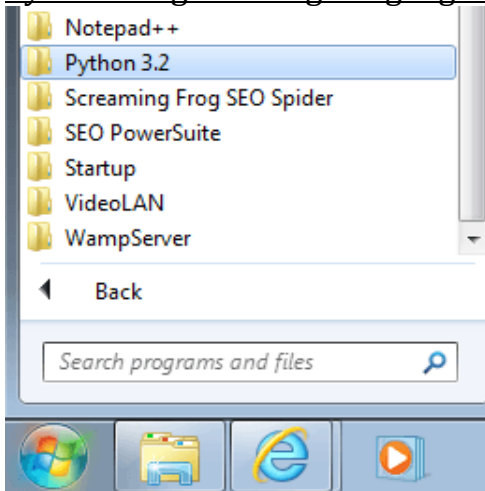 Notepad++
Python 3.2
Screaming Frog SEO Spider
SEO PowerSuite
Startup
VideoLAN
WampServer
Back
Search programs and files